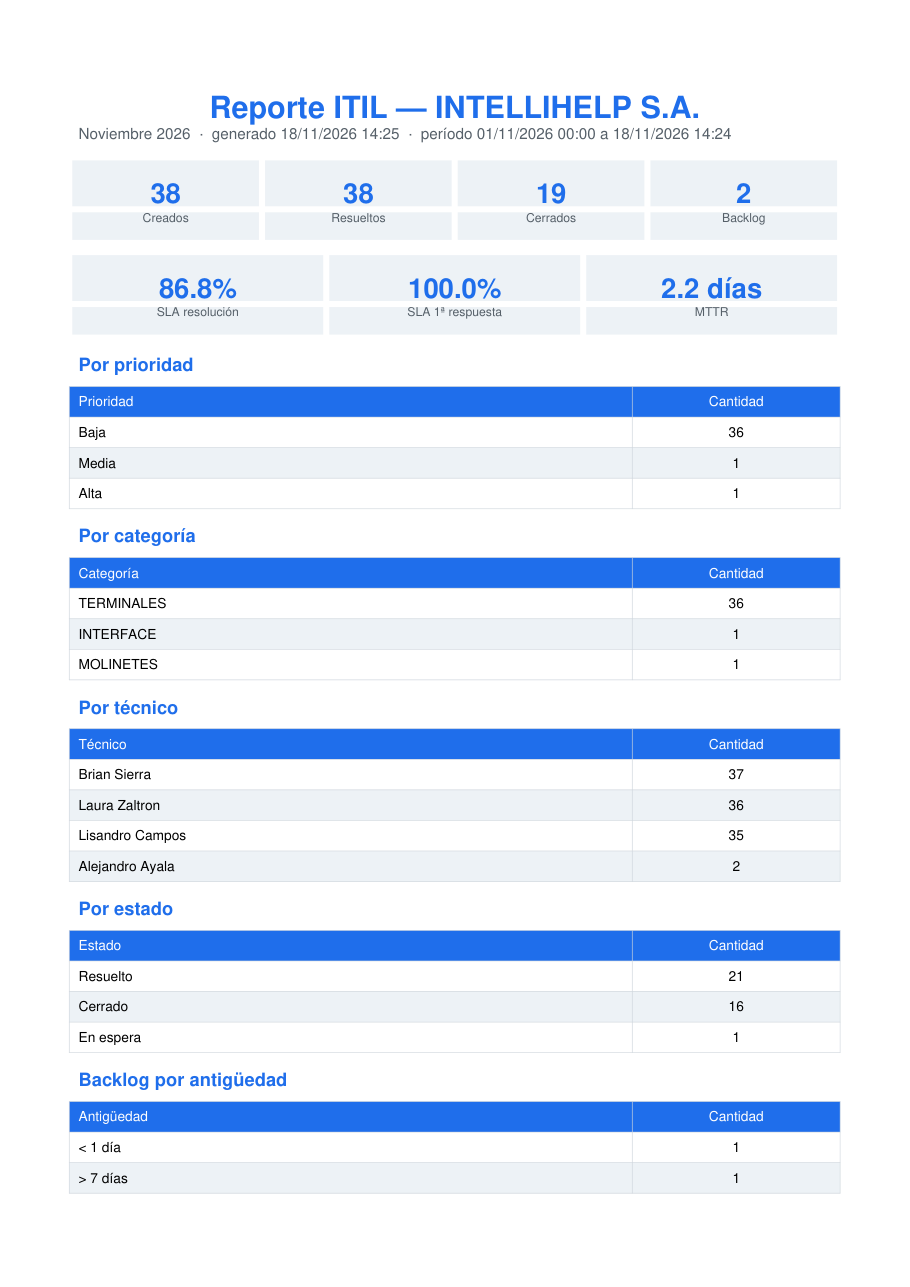 Reporte ITIL — INTELLIHELP S.A.
Noviembre 2026 · generado 18/11/2026 14:25 · período 01/11/2026 00:00 a 18/11/2026 14:24
38 38 19 2
Creados Resueltos Cerrados Backlog
86.8% 100.0% 2.2 días
SLA resolución SLA 1ª respuesta MTTR
Por prioridad
Prioridad Cantidad
Baja 36
Media 1
Alta 1
Por categoría
Categoría Cantidad
TERMINALES 36
INTERFACE 1
MOLINETES 1
Por técnico
Técnico Cantidad
Brian Sierra 37
Laura Zaltron 36
Lisandro Campos 35
Alejandro Ayala 2
Por estado
Estado Cantidad
Resuelto 21
Cerrado 16
En espera 1
Backlog por antigüedad
Antigüedad Cantidad
< 1 día 1
> 7 días 1